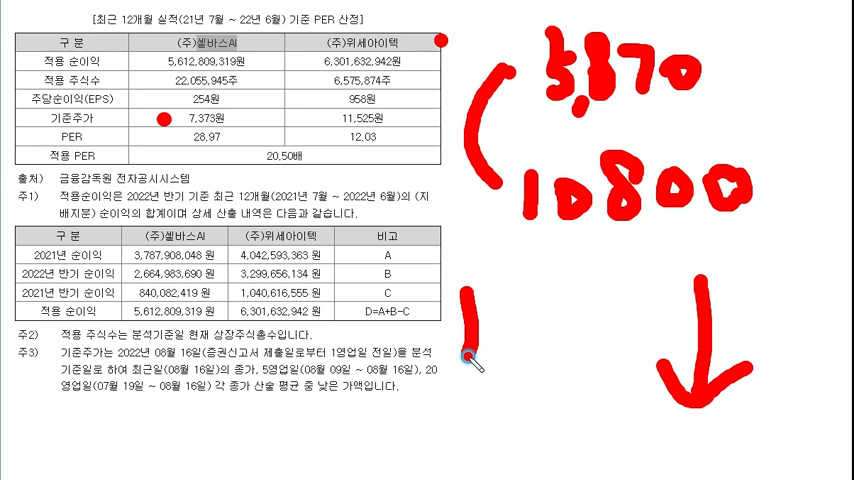 [최근 12개월 실적(21년 7월 ~ 22년 6월) 기준 PER 산정]
구 분 (주)셀바스AI (주)위세아이텍
적용 순이익 5,612,809,319원 6,301,632,942원
적용 주식수 22,055,945주 6,575,874주
주당순이익(EPS) 254원 958원
기준주가 7,373원 11,525원
PER 28.97 12.03
적용 PER 20.50배
출처) 금융감독원 전자공시시스템
주1) 적용순이익은 2022년 반기 기준 최근 12개월(2021년 7월 ~ 2022년 6월)의 (지
배지분) 순이익의 합계이며 상세 산출 내역은 다음과 같습니다.
구 분 (주)셀바스AI (주)위세아이텍 비고
2021년 순이익 3,787,908,048 원 4,042,593,363 원 A
2022년 반기 순이익 2,664,983,690 원 3,299,656,134 원 B
2021년 반기 순이익 840,082,419 원 1,040,616,555 원 C
적용 순이익 5,612,809,319 원 6,301,632,942 원 D=A+B-C
주2) 적용 주식수는 분석기준일 현재 상장주식총수입니다.
주3) 기준주가는 2022년 08월 16일(증권신고서 제출일로부터 1영업일 전일)을 분석
기준일로 하여 최근일(08월 16일)의 종가, 5영업일(08월 09일 ~ 08월 16일), 20
영업일(07월 19일 ~ 08월 16일) 각 종가 산술 평균 중 낮은 가액입니다.
5,870
10800